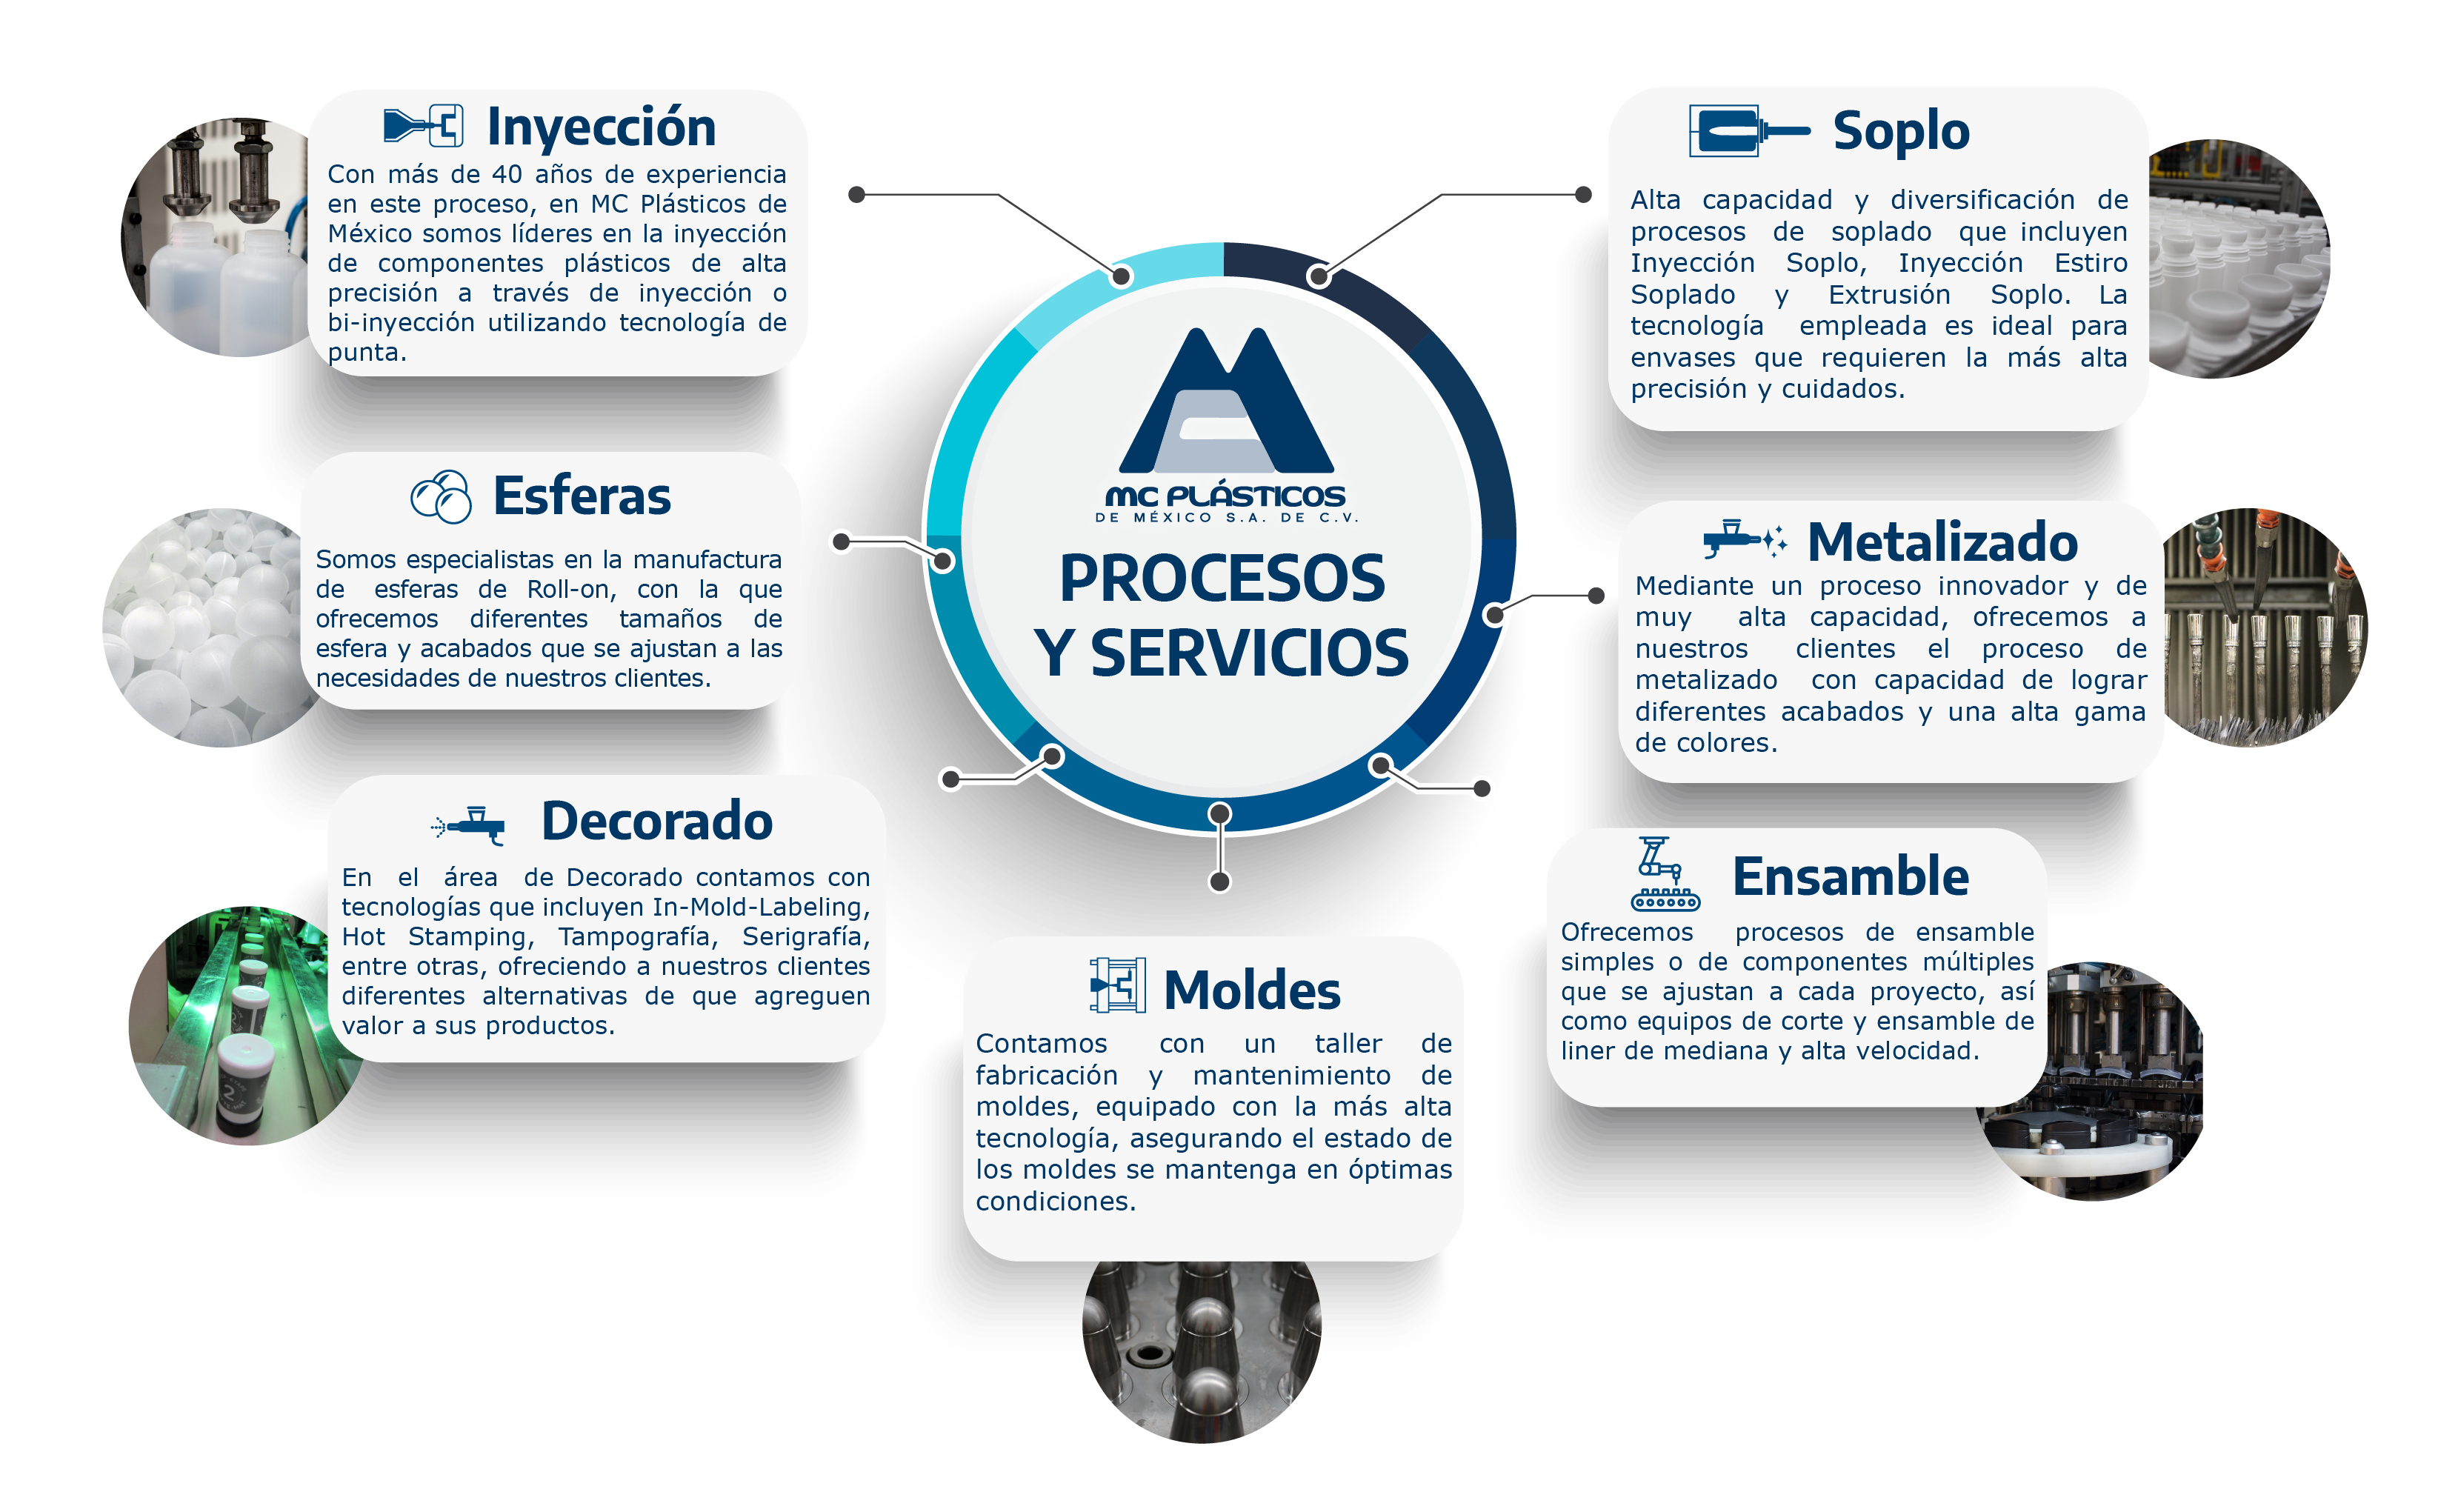 Inyección
Con más de 40 años de experiencia
en este proceso, en MC Plásticos de
México somos líderes en la inyección
de componentes plásticos de alta
precisión a través de inyección o
bi-inyección utilizando tecnología de
punta.
Esferas
Somos especialistas en la manufactura
de esferas de Roll-on, con la que
ofrecemos diferentes tamaños de
esfera y acabados que se ajustan a las
necesidades de nuestros clientes.
Decorado
En el área de Decorado contamos con
tecnologías que incluyen In-Mold-Labeling,
Hot Stamping, Tampografía, Serigrafía,
entre otras, ofreciendo a nuestros clientes
diferentes alternativas de que agreguen
valor a sus productos.
MC PLÁSTICOS
DE MÉXICO S.A. DE C.V.
PROCESOS
Y SERVICIOS
Moldes
Contamos con un taller de
fabricación y mantenimiento de
moldes, equipado con la más alta
tecnología, asegurando el estado de
los moldes se mantenga en óptimas
condiciones.
Soplo
Alta capacidad y diversificación de
procesos de soplado que incluyen
Inyección Soplo, Inyección Estiro
Soplado y Extrusión Soplo. La
tecnología empleada es ideal para
envases que requieren la más alta
precisión y cuidados.
Metalizado
Mediante un proceso innovador y de
muy alta capacidad, ofrecemos a
nuestros clientes el proceso de
metalizado con capacidad de lograr
diferentes acabados y una alta gama
de colores.
Ensamble
Ofrecemos procesos de ensamble
simples o de componentes múltiples
que se ajustan a cada proyecto, así
como equipos de corte y ensamble de
liner de mediana y alta velocidad.
2